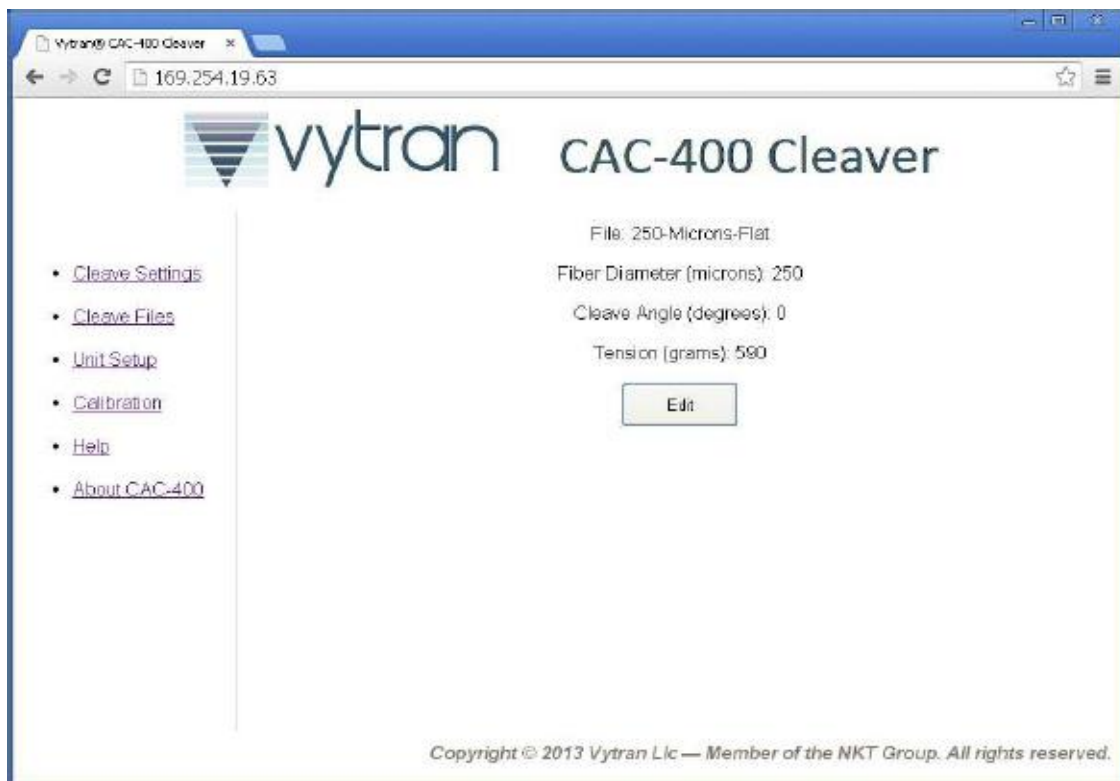 Vytran® CAC-400 Cleaver
169.254.19.63
vytran CAC-400 Cleaver
File: 250-Microns-Flat
Fiber Diameter (microns): 250
Cleave Angle (degrees): 0
Tension (grams): 590
Edit
Cleave Settings
Cleave Files
Unit Setup
Calibration
Help
About CAC-400
Copyright © 2013 Vytran Llc — Member of the NKT Group. All rights reserved.